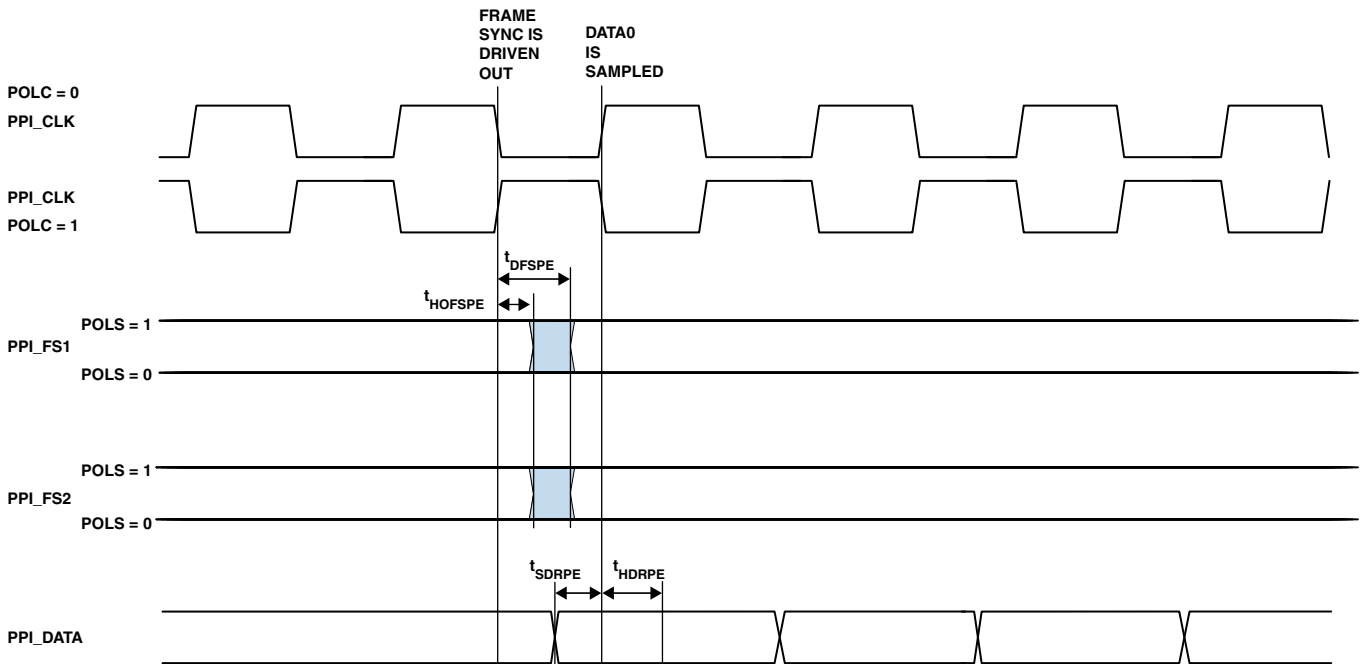 FRAME
SYNC IS
DRIVEN
OUT
DATA0
IS
SAMPLED
POLC = 0
PPI_CLK
PPI_CLK
POLC = 1
tDFSPE
tHOFSPE
POLS = 1
PPI_FS1
POLS = 0
POLS = 1
PPI_FS2
POLS = 0
tSDRPE
tHDRPE
PPI_DATA